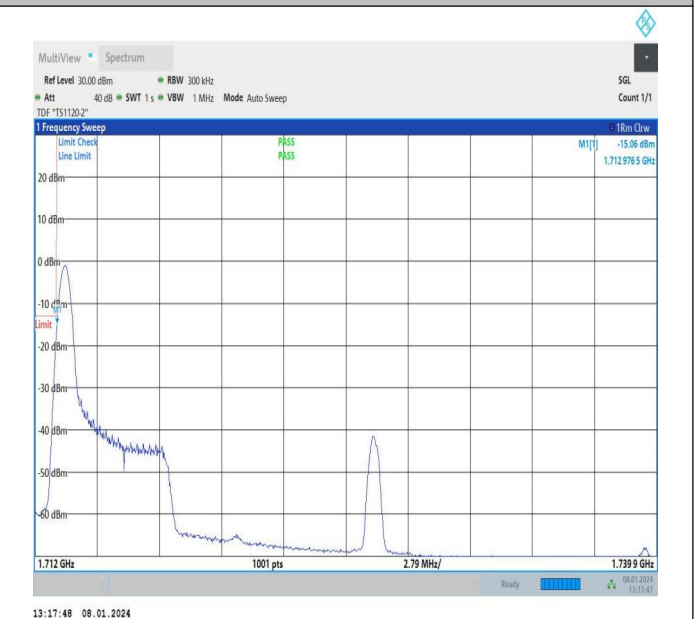 R&S
MultiView Spectrum
Ref Level 30.00 dBm RBW 300 kHz SGL
Att 40 dB SWT 1 s VBW 1 MHz Mode Auto Sweep Count 1/1
TDF "TS1120-2"
1 Frequency Sweep 1Rm Clrw
Limit Check PASS M1[1] -15.06 dBm
Line Limit PASS 1.712 976 5 GHz
20 dBm
10 dBm
0 dBm
-10 dBm
M1
Limit
-20 dBm
-30 dBm
-40 dBm
-50 dBm
-60 dBm
1.712 GHz 1001 pts 2.79 MHz/ 1.739 9 GHz
Ready 08.01.2024
13:17:47
13:17:48 08.01.2024